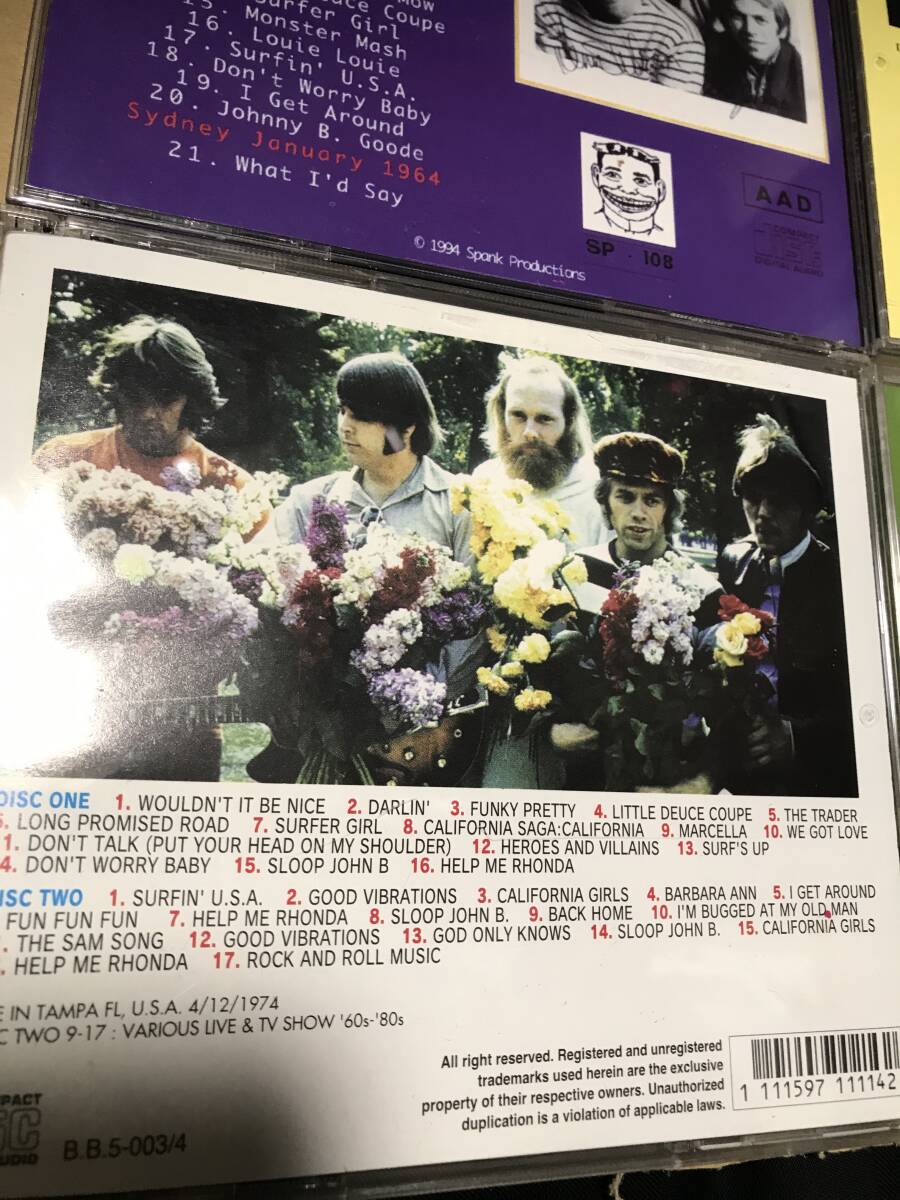 Coupe
Surfer Girl
15. Monster Mash
16. Louie Louie
17. Surfin' U.S.A.
18. Don't Worry Baby
19. I Get Around
20. Johnny B. Goode
Sydney January 1964
21. What I'd Say
© 1994 Spank Productions
SP · 108
AAD
COMPACT
DIGITAL AUDIO
DISC ONE 1. WOULDN'T IT BE NICE 2. DARLIN' 3. FUNKY PRETTY 4. LITTLE DEUCE COUPE 5. THE TRADER
. LONG PROMISED ROAD 7. SURFER GIRL 8. CALIFORNIA SAGA:CALIFORNIA 9. MARCELLA 10. WE GOT LOVE
1. DON'T TALK (PUT YOUR HEAD ON MY SHOULDER) 12. HEROES AND VILLAINS 13. SURF'S UP
4. DON'T WORRY BABY 15. SLOOP JOHN B 16. HELP ME RHONDA
ISC TWO 1. SURFIN' U.S.A. 2. GOOD VIBRATIONS 3. CALIFORNIA GIRLS 4. BARBARA ANN 5. I GET AROUND
FUN FUN FUN 7. HELP ME RHONDA 8. SLOOP JOHN B. 9. BACK HOME 10. I'M BUGGED AT MY OLD MAN
. THE SAM SONG 12. GOOD VIBRATIONS 13. GOD ONLY KNOWS 14. SLOOP JOHN B. 15. CALIFORNIA GIRLS
. HELP ME RHONDA 17. ROCK AND ROLL MUSIC
E IN TAMPA FL, U.S.A. 4/12/1974
C TWO 9-17 : VARIOUS LIVE & TV SHOW '60s-'80s
All right reserved. Registered and unregistered
trademarks used herein are the exclusive
property of their respective owners. Unauthorized
duplication is a violation of applicable laws.
1 111597 111142
MPACT
AUDIO
B.B.5-003/4